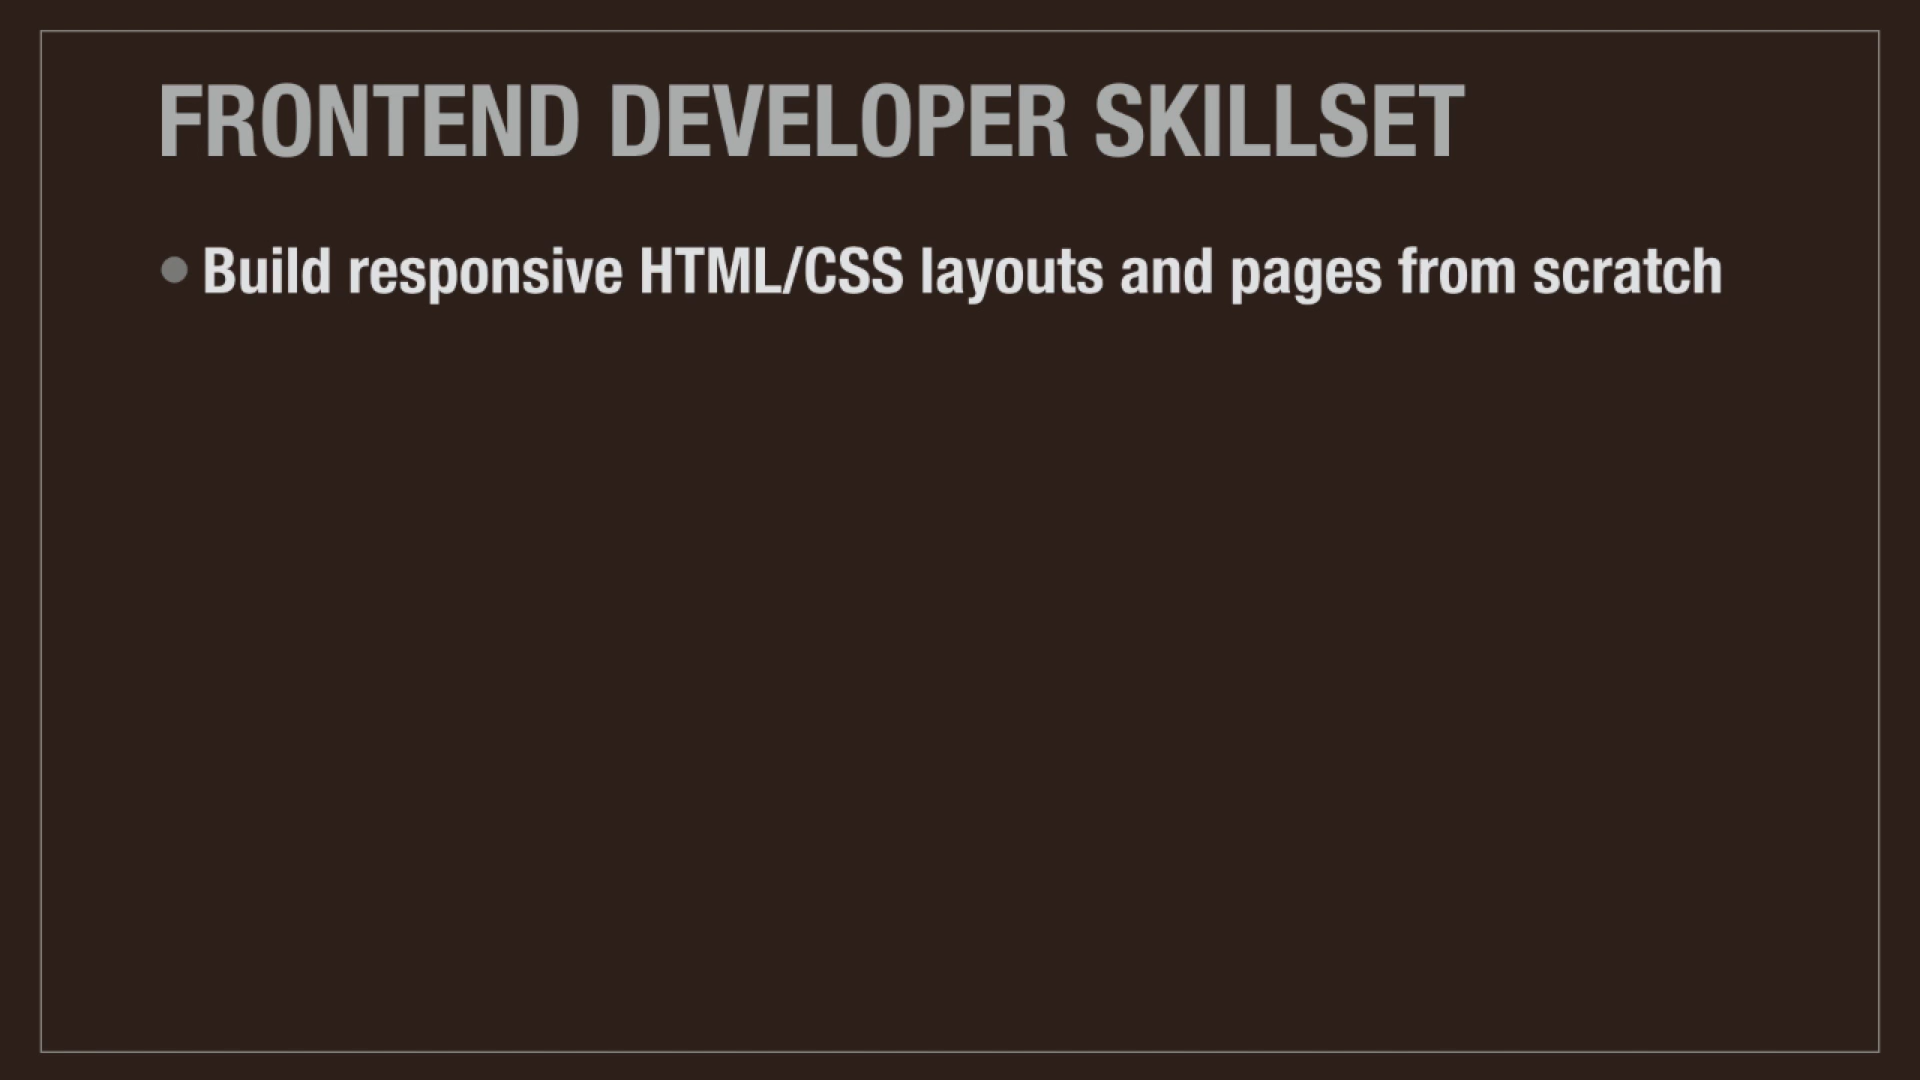 FRONTEND DEVELOPER SKILLSET
• Build responsive HTML/CSS layouts and pages from scratch